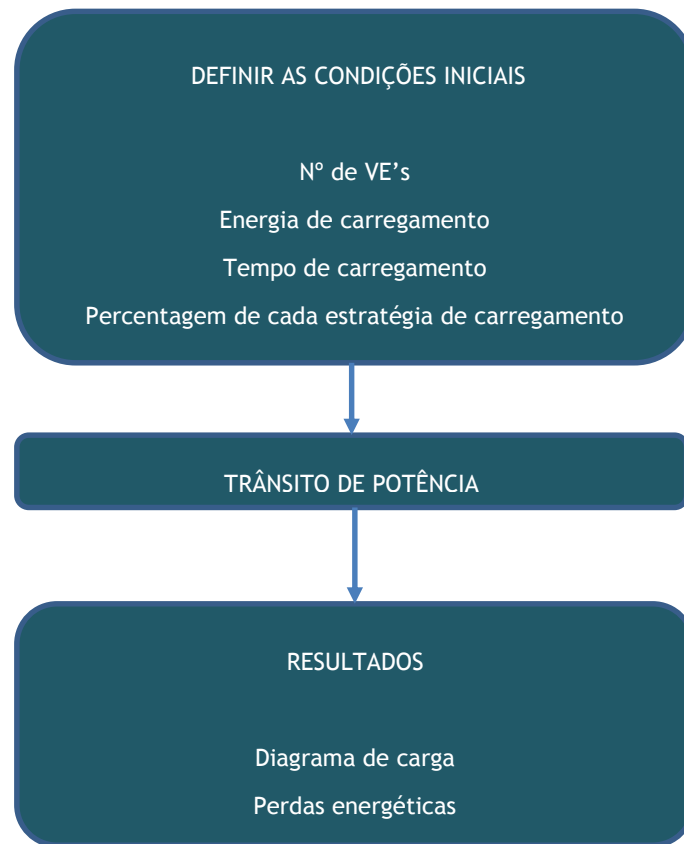 DEFINIR AS CONDIÇÕES INICIAIS
Nº de VE’s
Energia de carregamento
Tempo de carregamento
Percentagem de cada estratégia de carregamento
TRÂNSITO DE POTÊNCIA
RESULTADOS
Diagrama de carga
Perdas energéticas